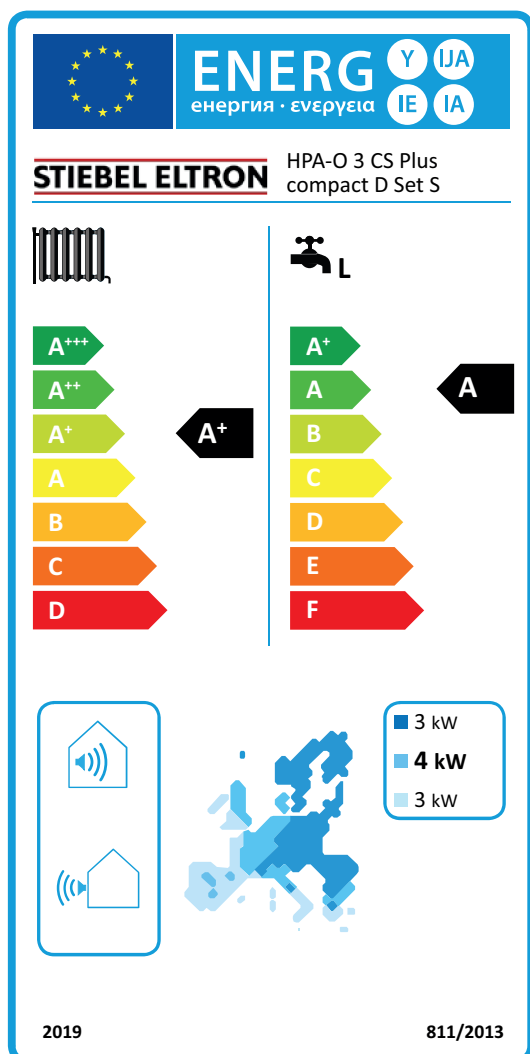 ENERG
Y IJA
IE IA
енергия · ενεργεια
STIEBEL ELTRON
HPA-O 3 CS Plus
compact D Set S
L
A+++
A++
A+
A
B
C
D
A+
A+
A
B
C
D
E
F
A
3 kW
4 kW
3 kW
2019
811/2013